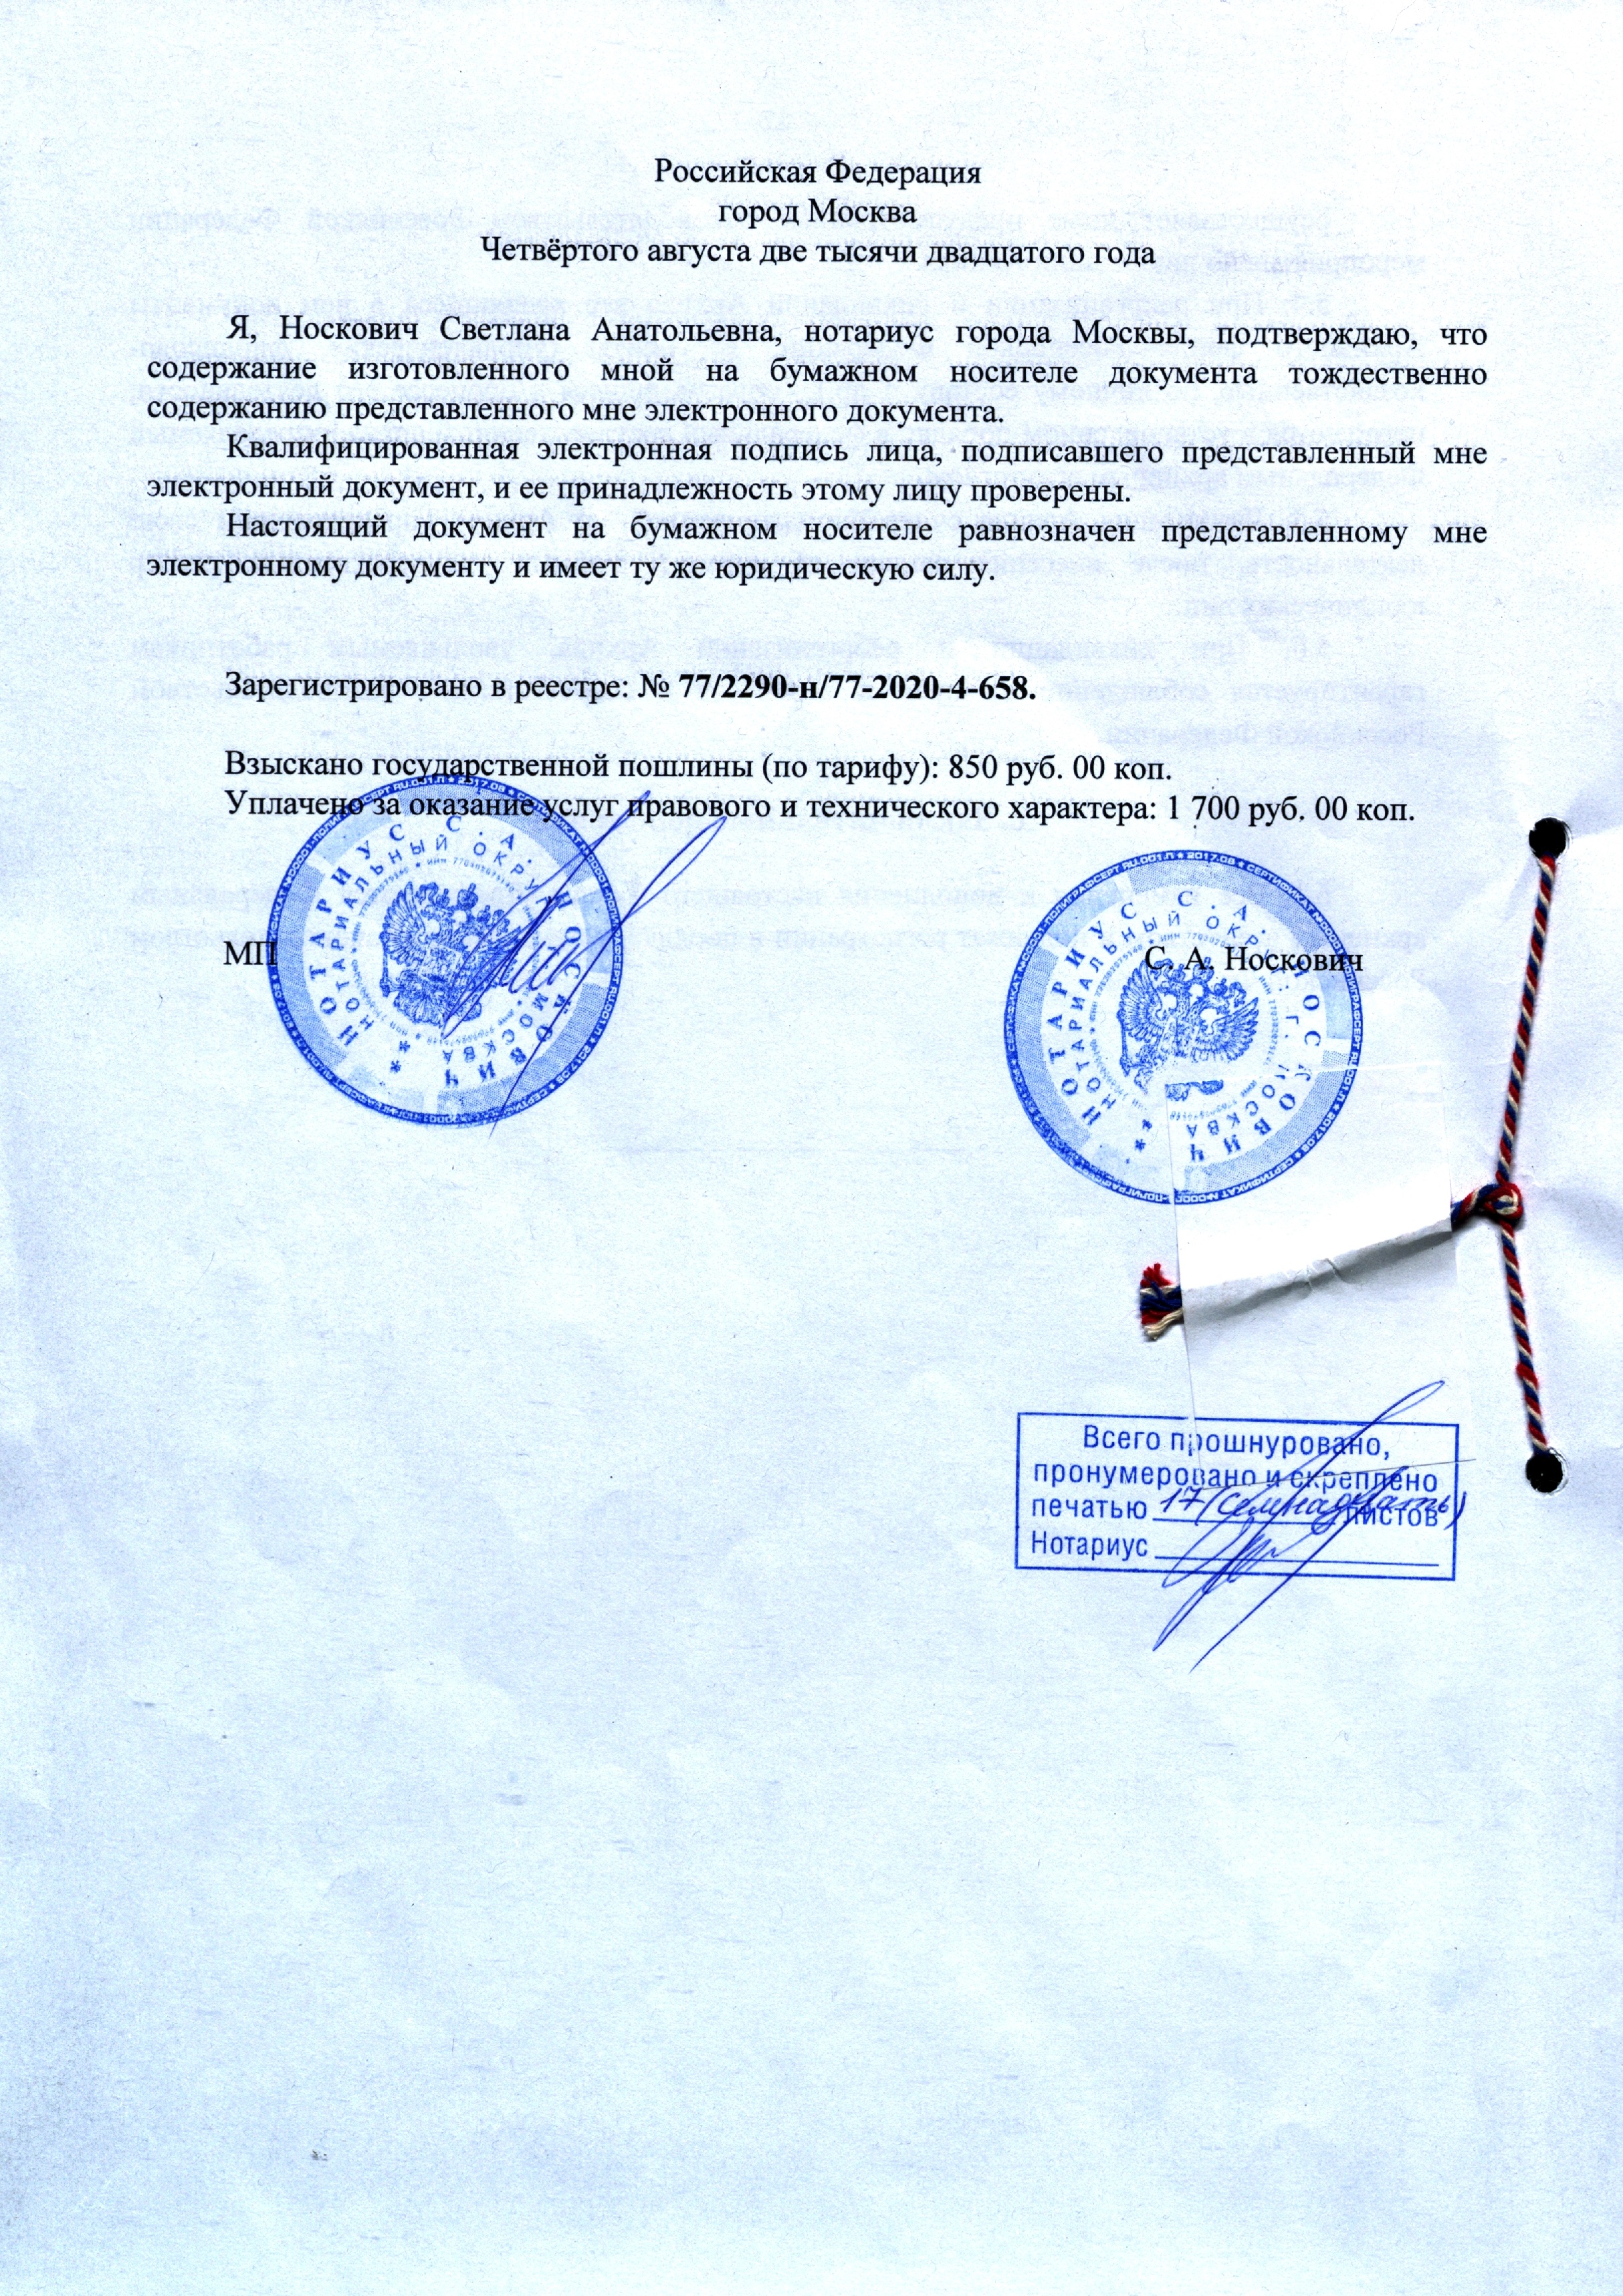 Российская Федерация
город Москва
Четвёртого августа две тысячи двадцатого года
Я, Носкович Светлана Анатольевна, нотариус города Москвы, подтверждаю, что
содержание изготовленного мной на бумажном носителе документа тождественно
содержанию представленного мне электронного документа.
Квалифицированная электронная подпись лица, подписавшего представленный мне
электронный документ, и ее принадлежность этому лицу проверены.
Настоящий документ на бумажном носителе равнозначен представленному мне
электронному документу и имеет ту же юридическую силу.
Зарегистрировано в реестре: № 77/2290-н/77-2020-4-658.
Взыскано государственной пошлины (по тарифу): 850 руб. 00 коп.
Уплачено за оказание услуг правового и технического характера: 1 700 руб. 00 коп.
МП
С. А. Носкович
НОТАРИУС С.А. НОСКОВИЧ
НОТАРИАЛЬНЫЙ ОКРУГ: Г. МОСКВА
НОТАРИУС С.А. НОСКОВИЧ
НОТАРИАЛЬНЫЙ ОКРУГ: Г. МОСКВА
Всего прошнуровано,
пронумеровано и скреплено
печатью 17 (семнадцать) листов
Нотариус